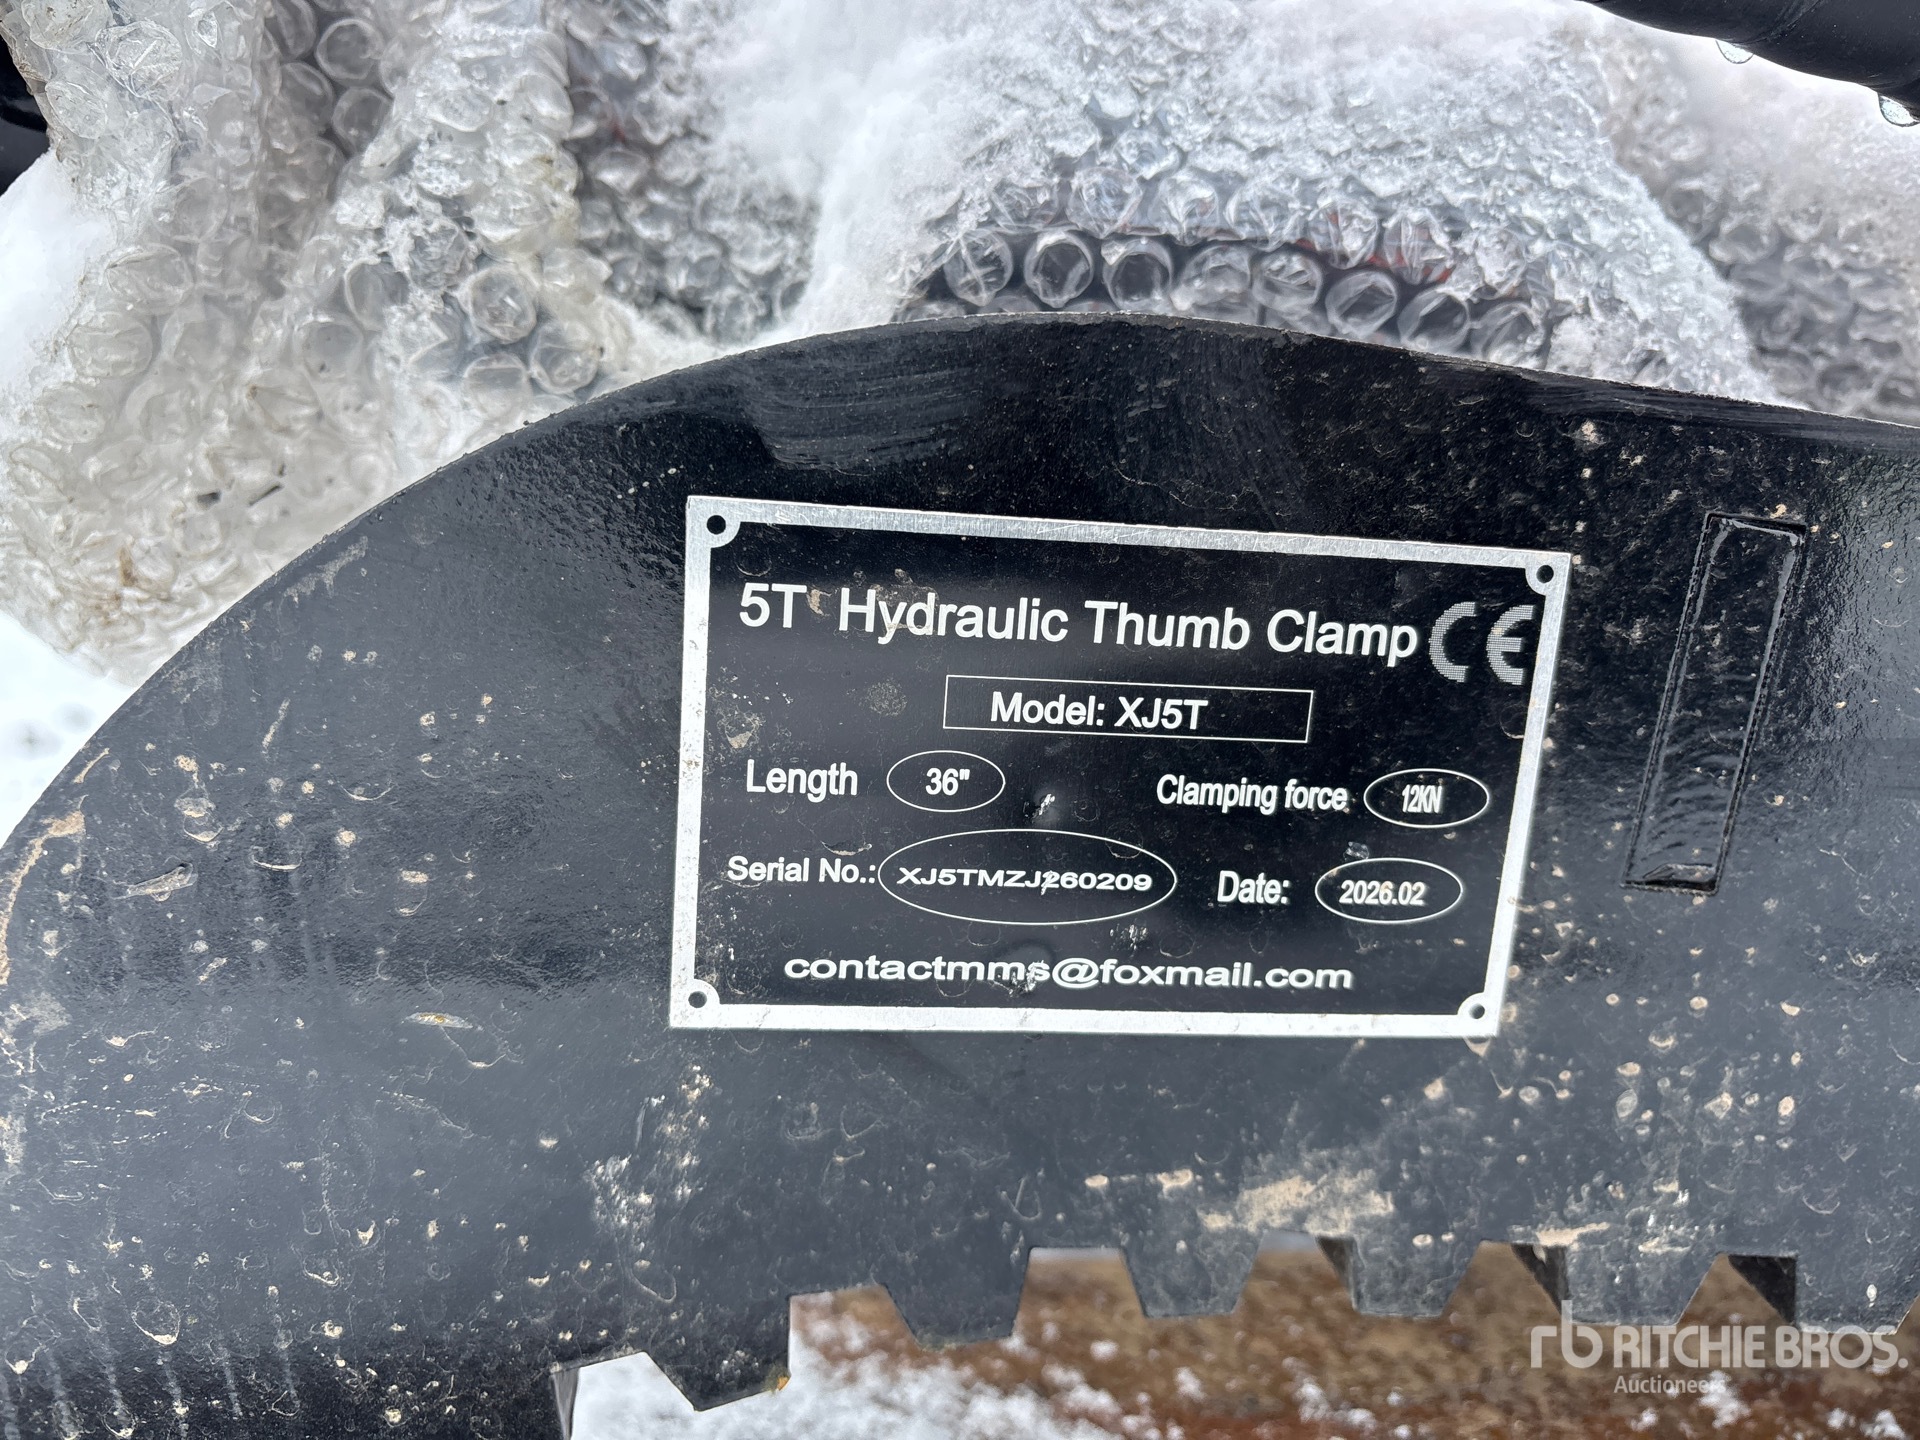 5T Hydraulic Thumb Clamp CE
Model: XJ5T
Length 36" Clamping force 12KN
Serial No.: XJ5TMZJ260209 Date: 2026.02
contactmms@foxmail.com
rb RITCHIE BROS.
Auctioneers